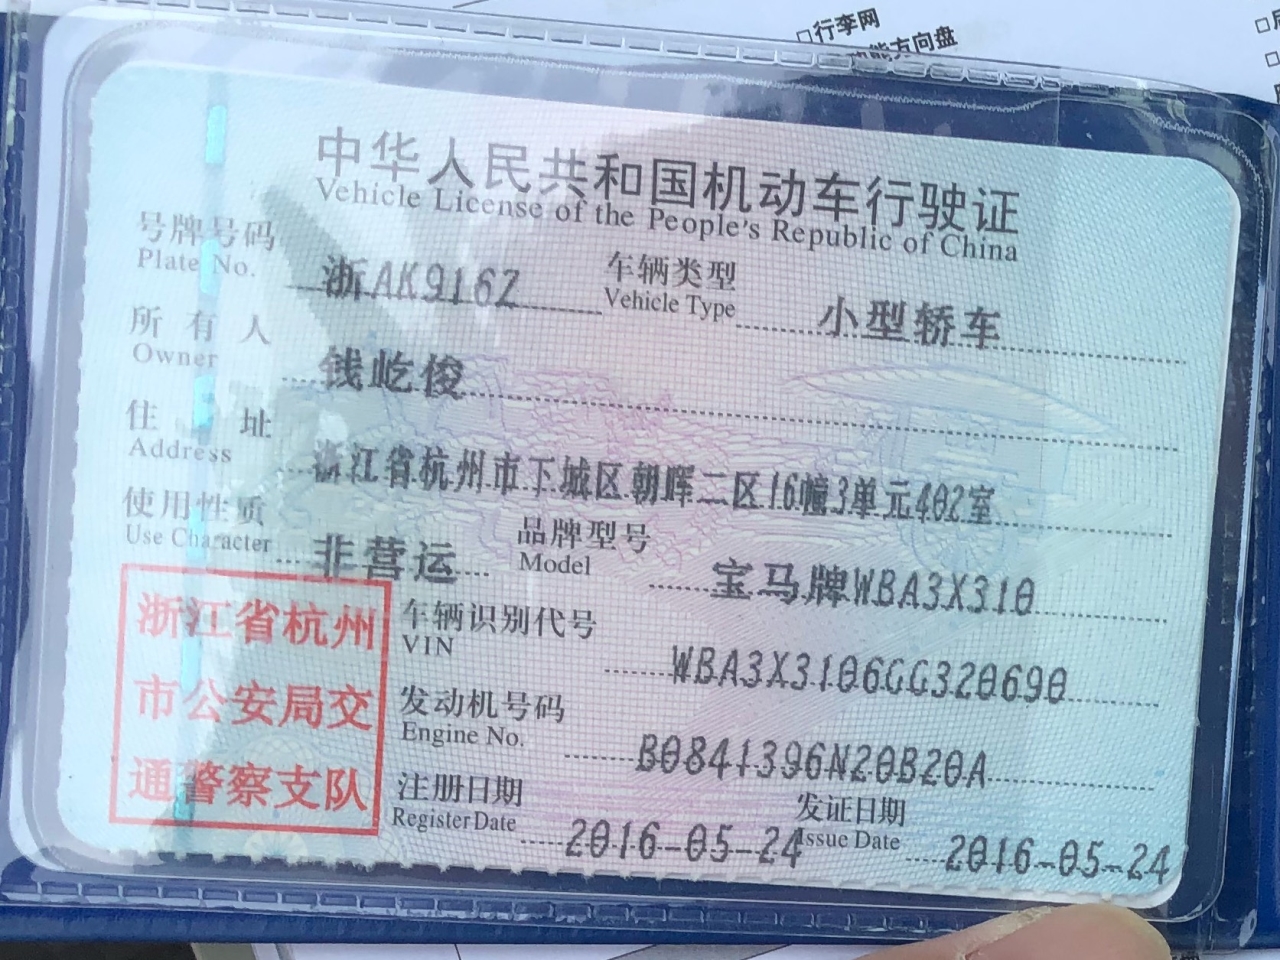 行李网
能方向盘
中华人民共和国机动车行驶证
Vehicle License of the People's Republic of China
号牌号码 浙AK916Z 车辆类型 小型轿车
Plate No. Vehicle Type
所有人 钱屹俊
Owner
住址 浙江省杭州市下城区朝晖二区16幢3单元402室
Address
使用性质 非营运 品牌型号 宝马牌WBA3X310
Use Character Model
浙江省杭州
市公安局交
通警察支队
车辆识别代号 WBA3X3106GG320690
VIN
发动机号码 B0841396N20B20A
Engine No.
注册日期 2016-05-24 发证日期 2016-05-24
Register Date Issue Date